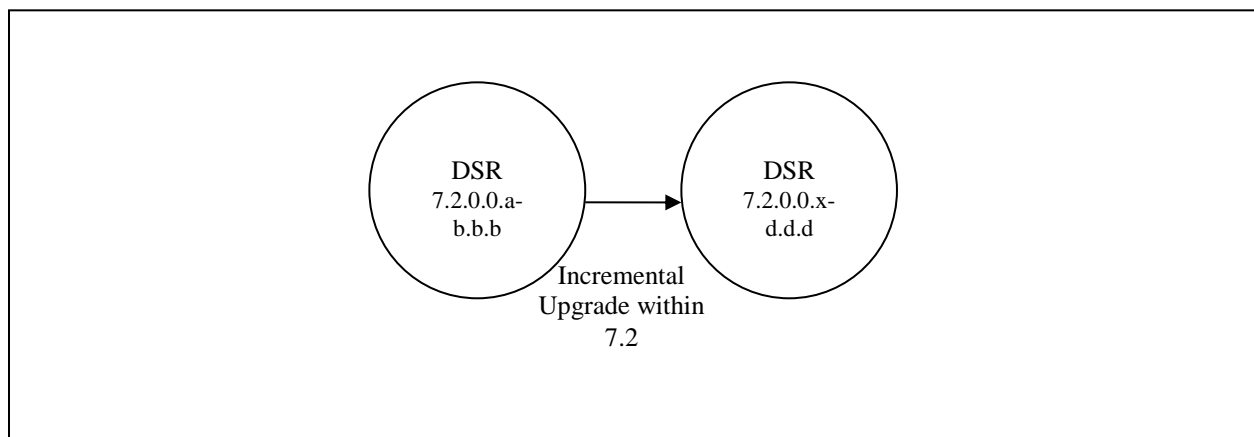 DSR
7.2.0.0.a-
b.b.b
DSR
7.2.0.0.x-
d.d.d
Incremental
Upgrade within
7.2